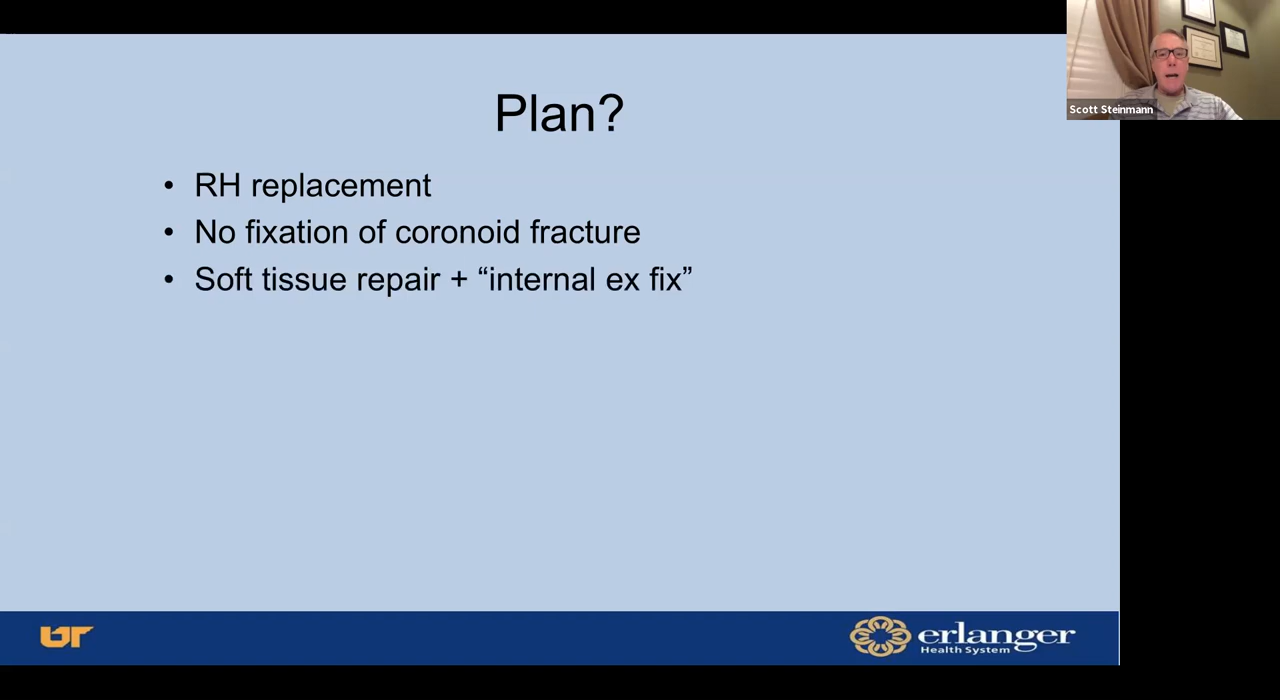 Plan?
Scott Steinmann
• RH replacement
• No fixation of coronoid fracture
• Soft tissue repair + “internal ex fix”
UT
erlanger
Health System